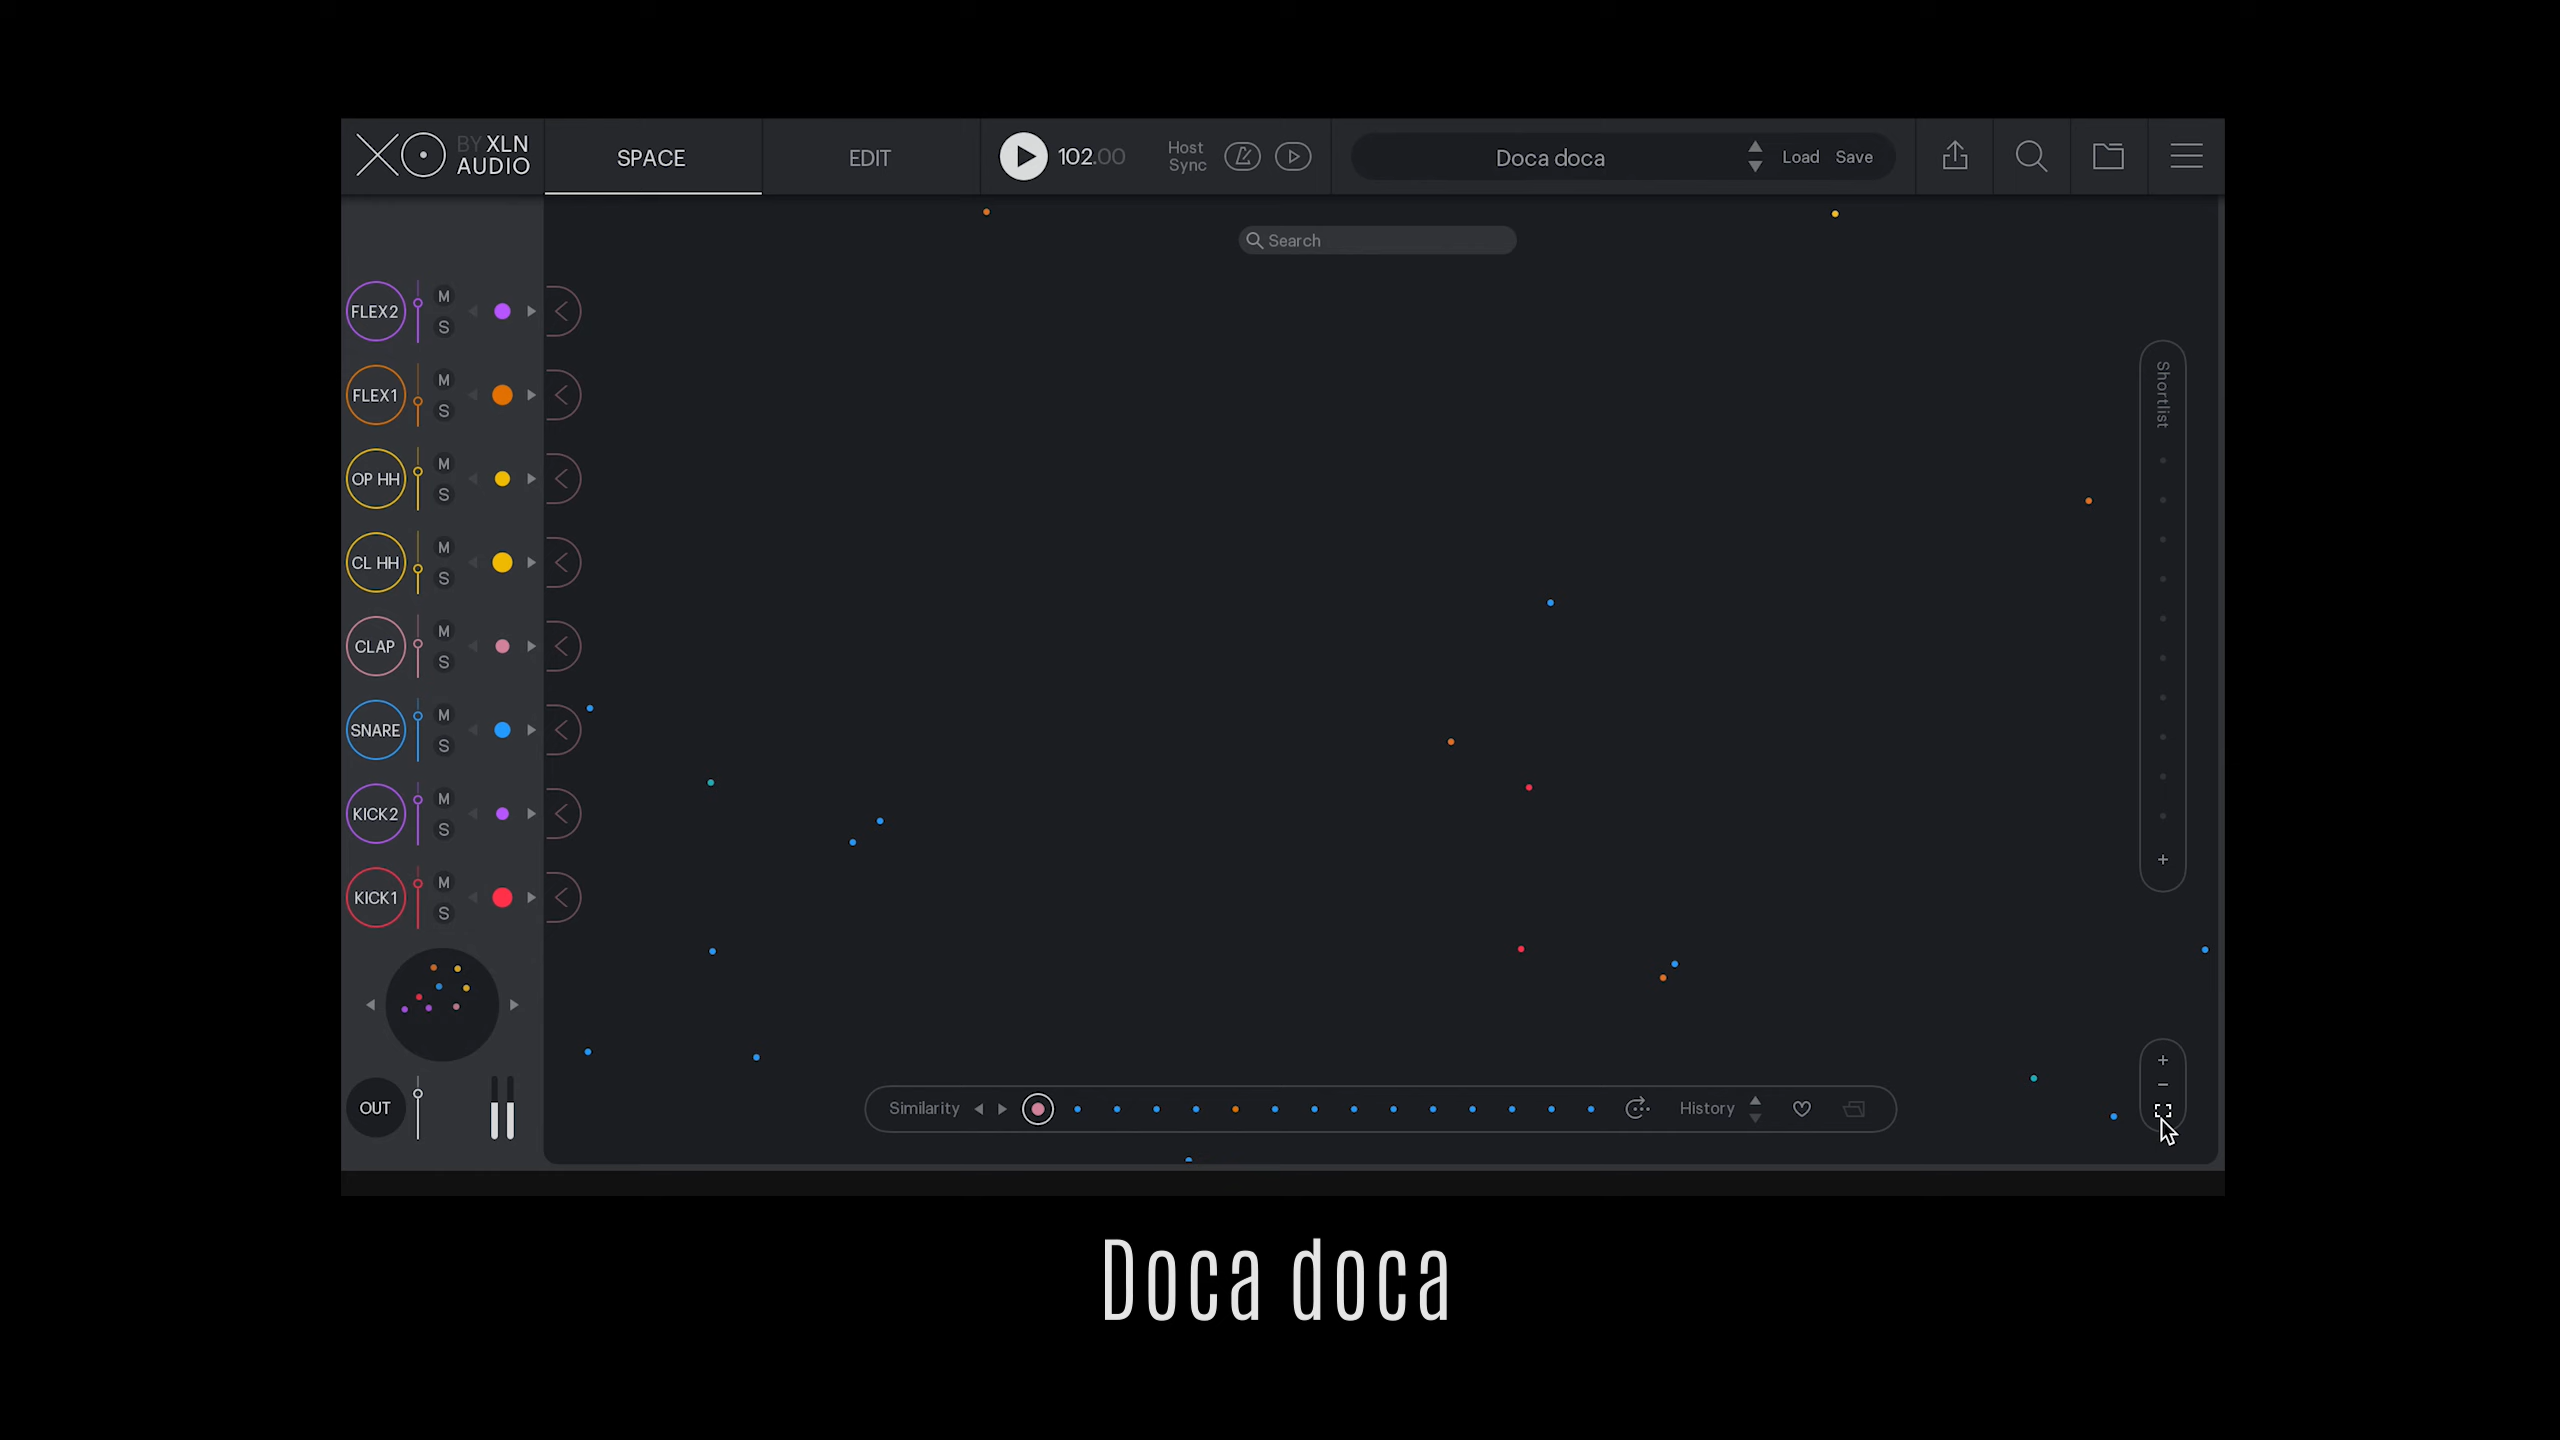 XO BY XLN AUDIO
SPACE
EDIT
102.00
Host Sync
Doca doca
Load
Save
Search
FLEX2
M
S
FLEX1
M
S
OP HH
M
S
CL HH
M
S
CLAP
M
S
SNARE
M
S
KICK2
M
S
KICK1
M
S
Shortlist
+
OUT
Similarity
History
+
−
Doca doca